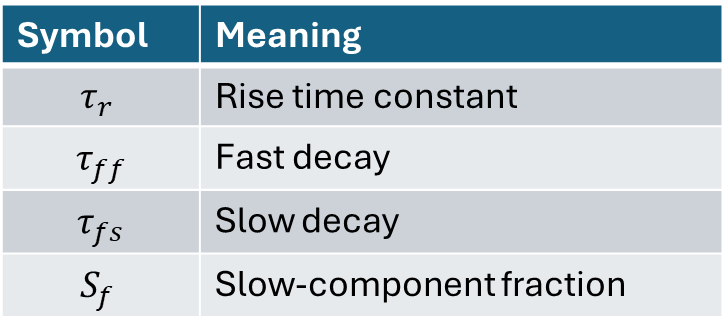 Symbol Meaning
τ_r Rise time constant
τ_ff Fast decay
τ_fs Slow decay
S_f Slow-component fraction